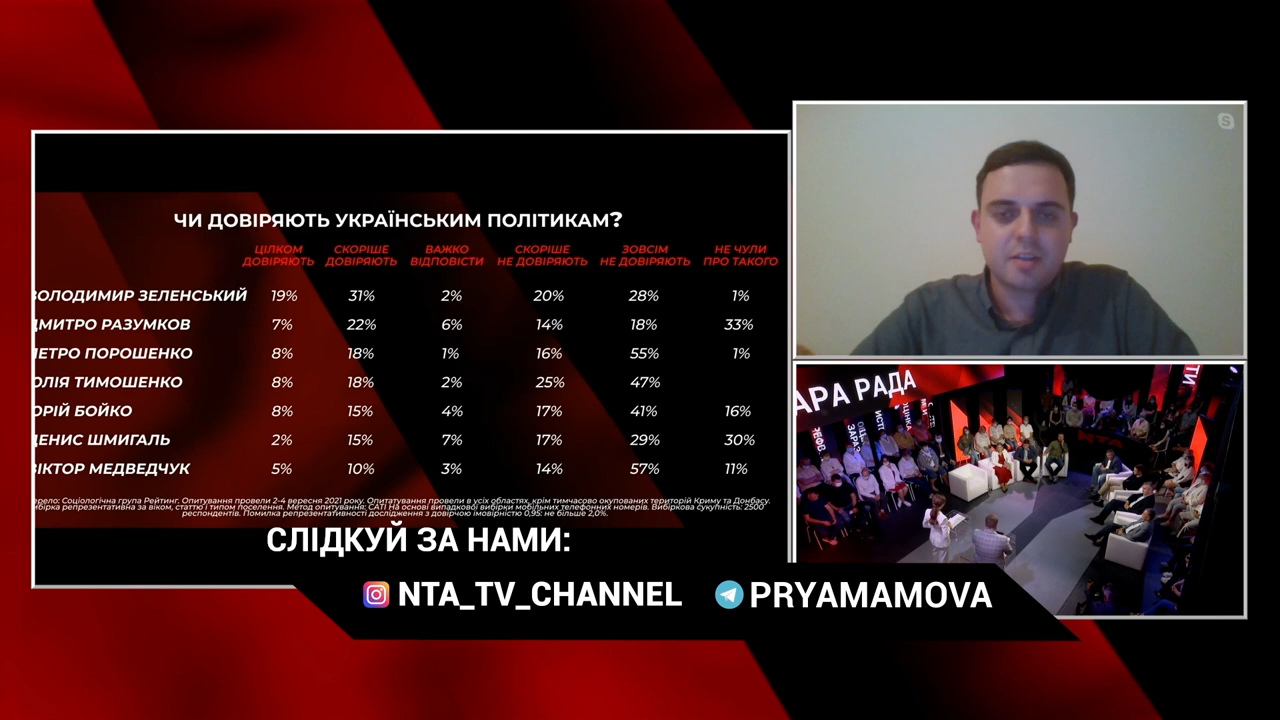 ЧИ ДОВІРЯЮТЬ УКРАЇНСЬКИМ ПОЛІТИКАМ?
ЦІЛКОМ ДОВІРЯЮТЬ СКОРІШЕ ДОВІРЯЮТЬ ВАЖКО ВІДПОВІСТИ СКОРІШЕ НЕ ДОВІРЯЮТЬ ЗОВСІМ НЕ ДОВІРЯЮТЬ НЕ ЧУЛИ ПРО ТАКОГО
ВОЛОДИМИР ЗЕЛЕНСЬКИЙ 19% 31% 2% 20% 28% 1%
ДМИТРО РАЗУМКОВ 7% 22% 6% 14% 18% 33%
ПЕТРО ПОРОШЕНКО 8% 18% 1% 16% 55% 1%
ЮЛІЯ ТИМОШЕНКО 8% 18% 2% 25% 47%
ЮРІЙ БОЙКО 8% 15% 4% 17% 41% 16%
ДЕНИС ШМИГАЛЬ 2% 15% 7% 17% 29% 30%
ВІКТОР МЕДВЕДЧУК 5% 10% 3% 14% 57% 11%
ерело: Соціологічна група Рейтинг. Опитування провели 2-4 вересня 2021 року. Опитатування провели в усіх областях, крім тимчасово окупованих територій Криму та Донбасу.
ибірка репрезентативна за віком, статтю і типом поселення. Метод опитування: CATI На основі випадкової вибірки мобільних телефонних номерів. Вибіркова сукупність: 2500
респондентів. Помилка репрезентативності дослідження з довірчою імовірністю 0,95: не більше 2,0%.
АРА РАДА
NTA
СЛІДКУЙ ЗА НАМИ:
NTA_TV_CHANNEL PRYAMAMOVA